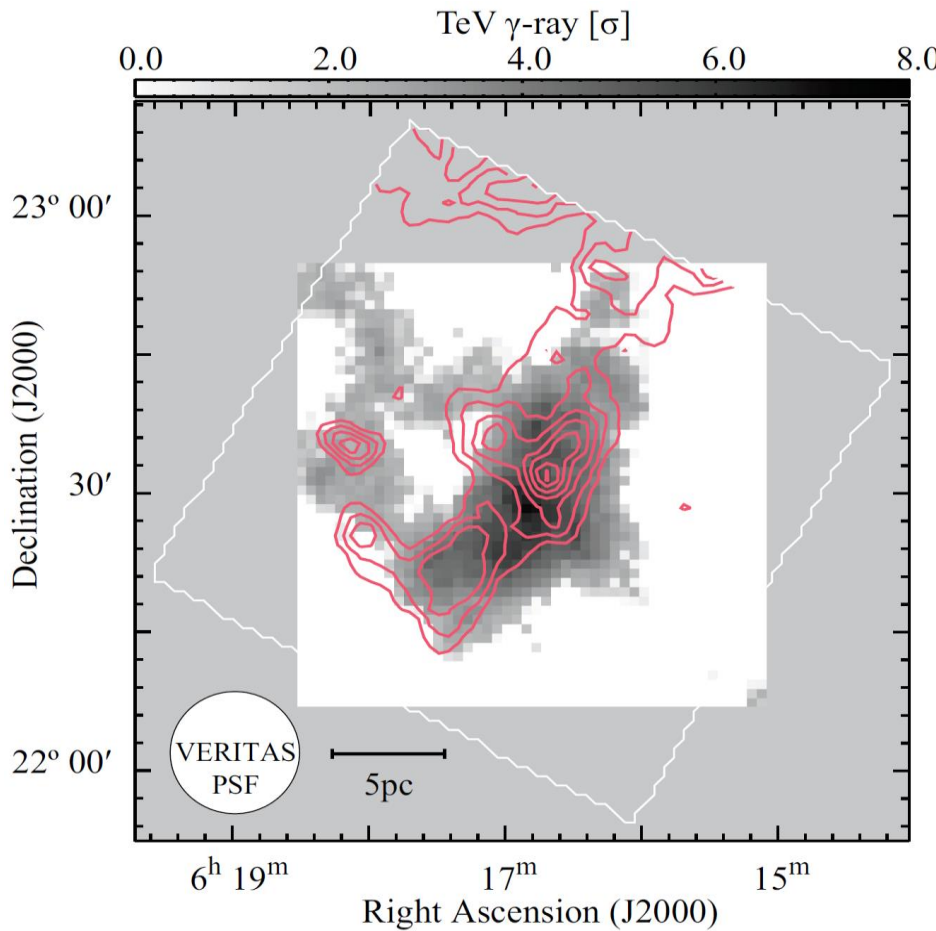 TeV γ-ray [σ]
0.0 2.0 4.0 6.0 8.0
23° 00′
30′
22° 00′
Declination (J2000)
VERITAS
PSF
5pc
6ʰ 19ᵐ 17ᵐ 15ᵐ
Right Ascension (J2000)